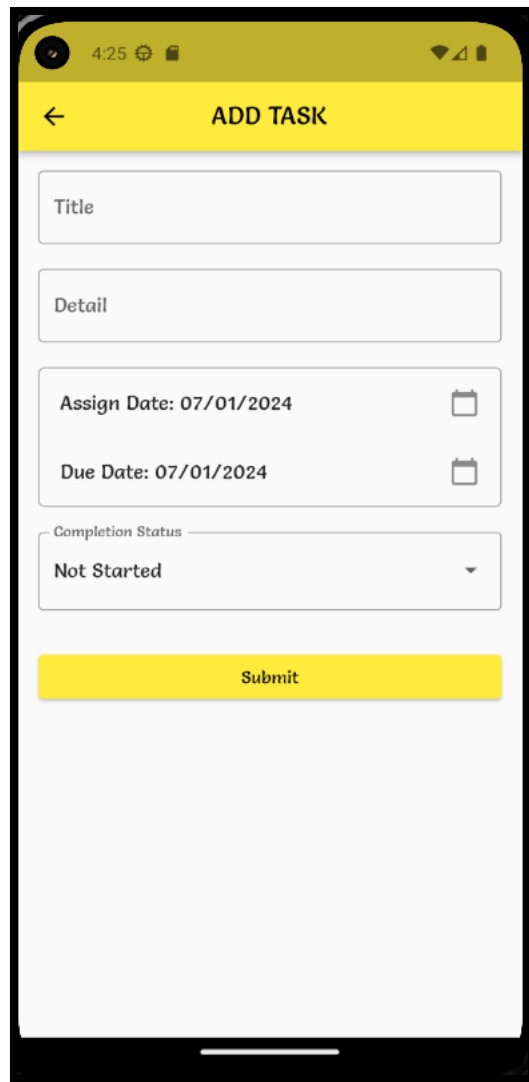 4:25
ADD TASK
Title
Detail
Assign Date: 07/01/2024
Due Date: 07/01/2024
Completion Status
Not Started
Submit